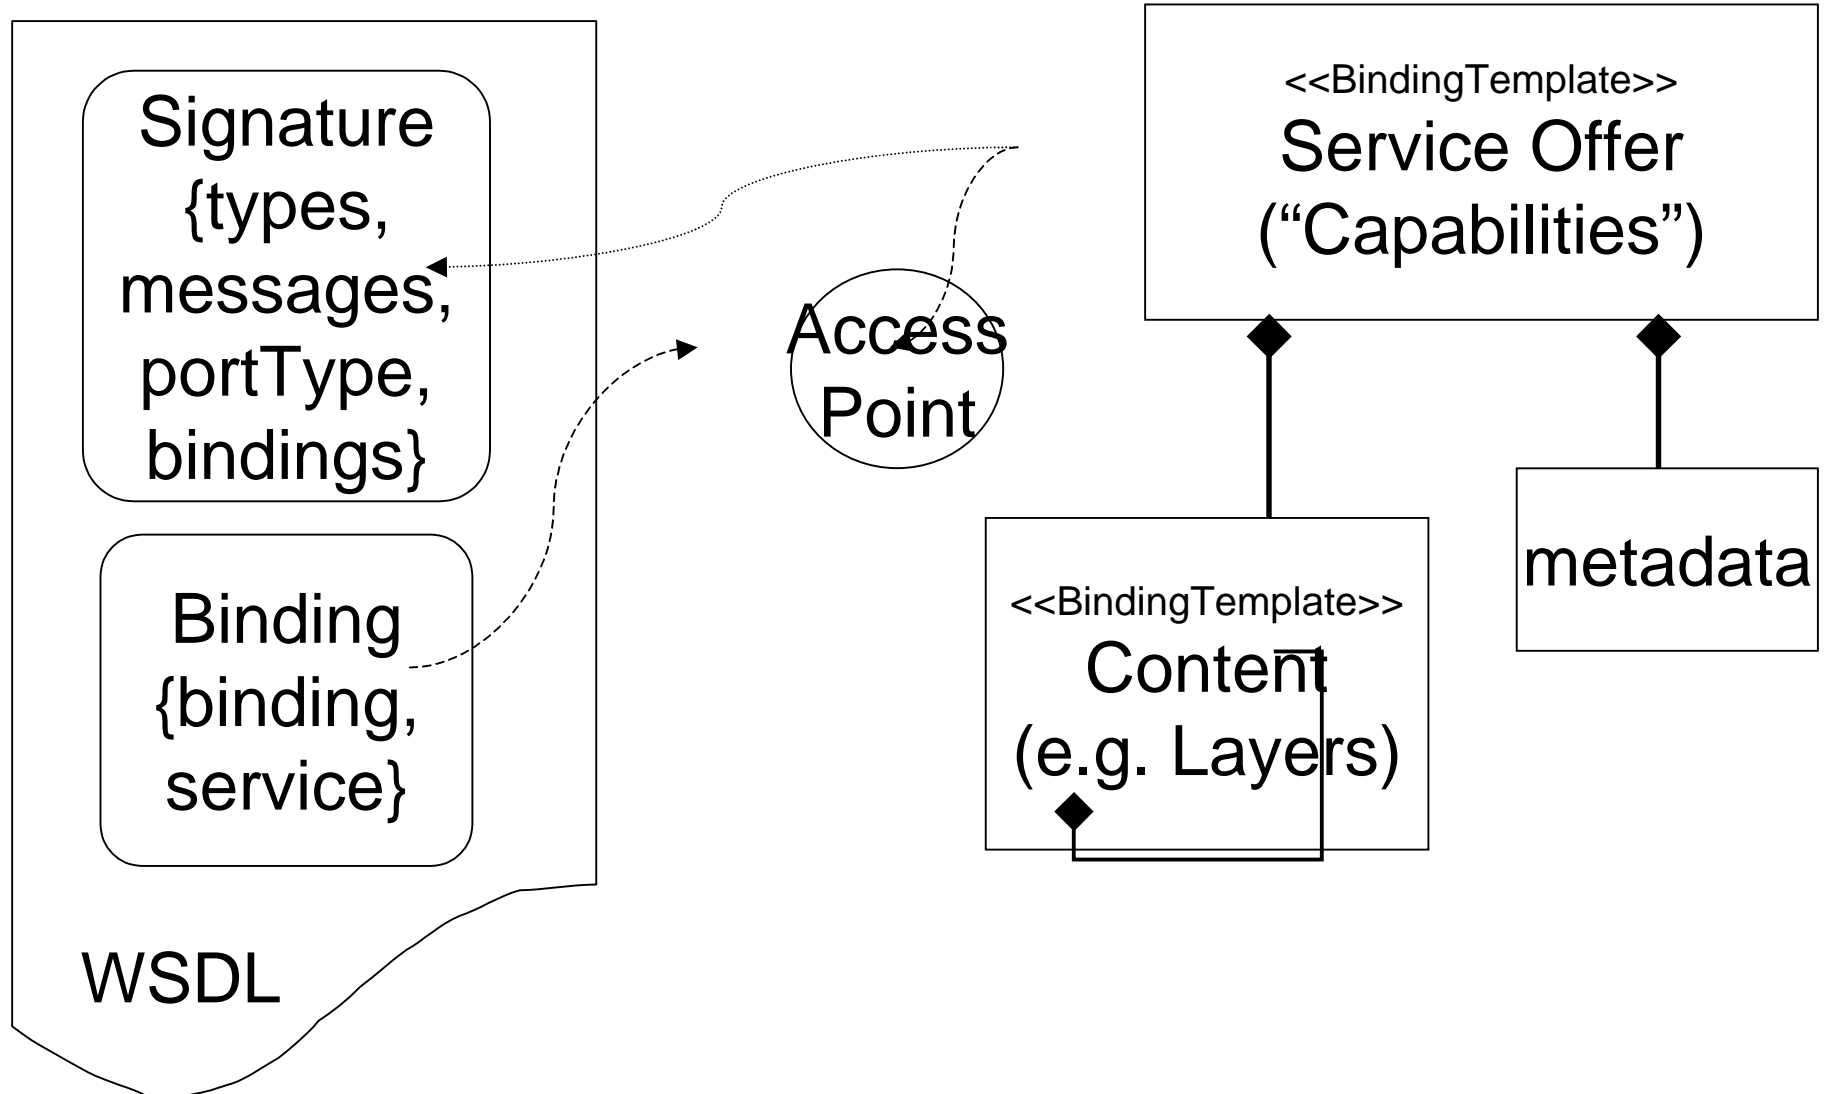 Signature
{types,
messages,
portType,
bindings}
Binding
{binding,
service}
WSDL
Access
Point
<<BindingTemplate>>
Service Offer
(“Capabilities”)
<<BindingTemplate>>
Content
(e.g. Layers)
metadata